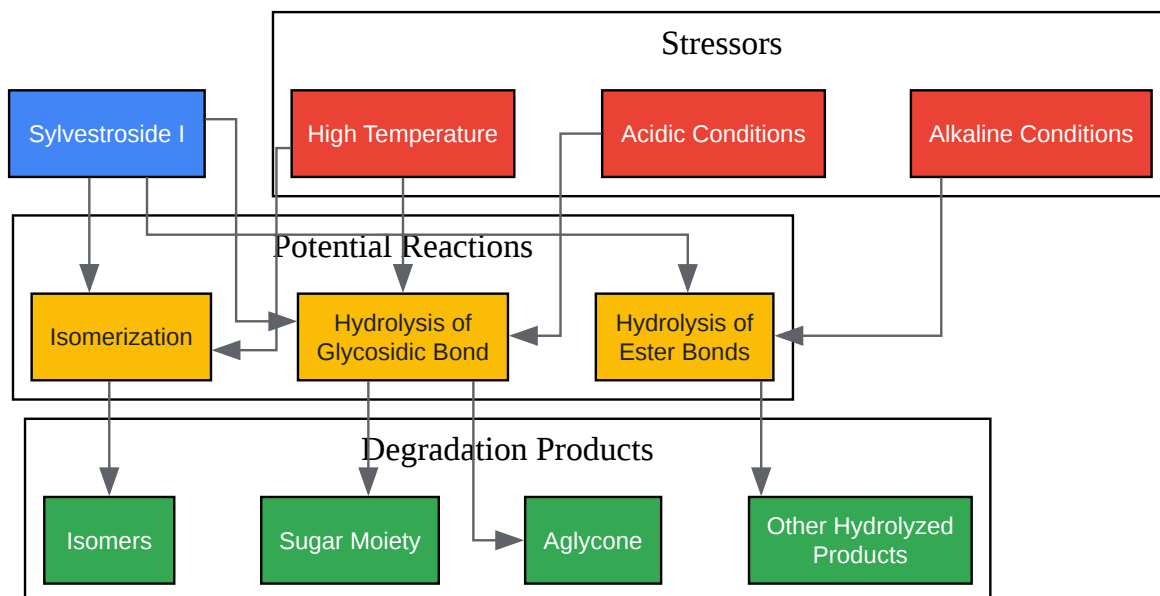 Stressors
Sylvestroside I
High Temperature
Acidic Conditions
Alkaline Conditions
Potential Reactions
Isomerization
Hydrolysis of
Glycosidic Bond
Hydrolysis of
Ester Bonds
Degradation Products
Isomers
Sugar Moiety
Aglycone
Other Hydrolyzed
Products